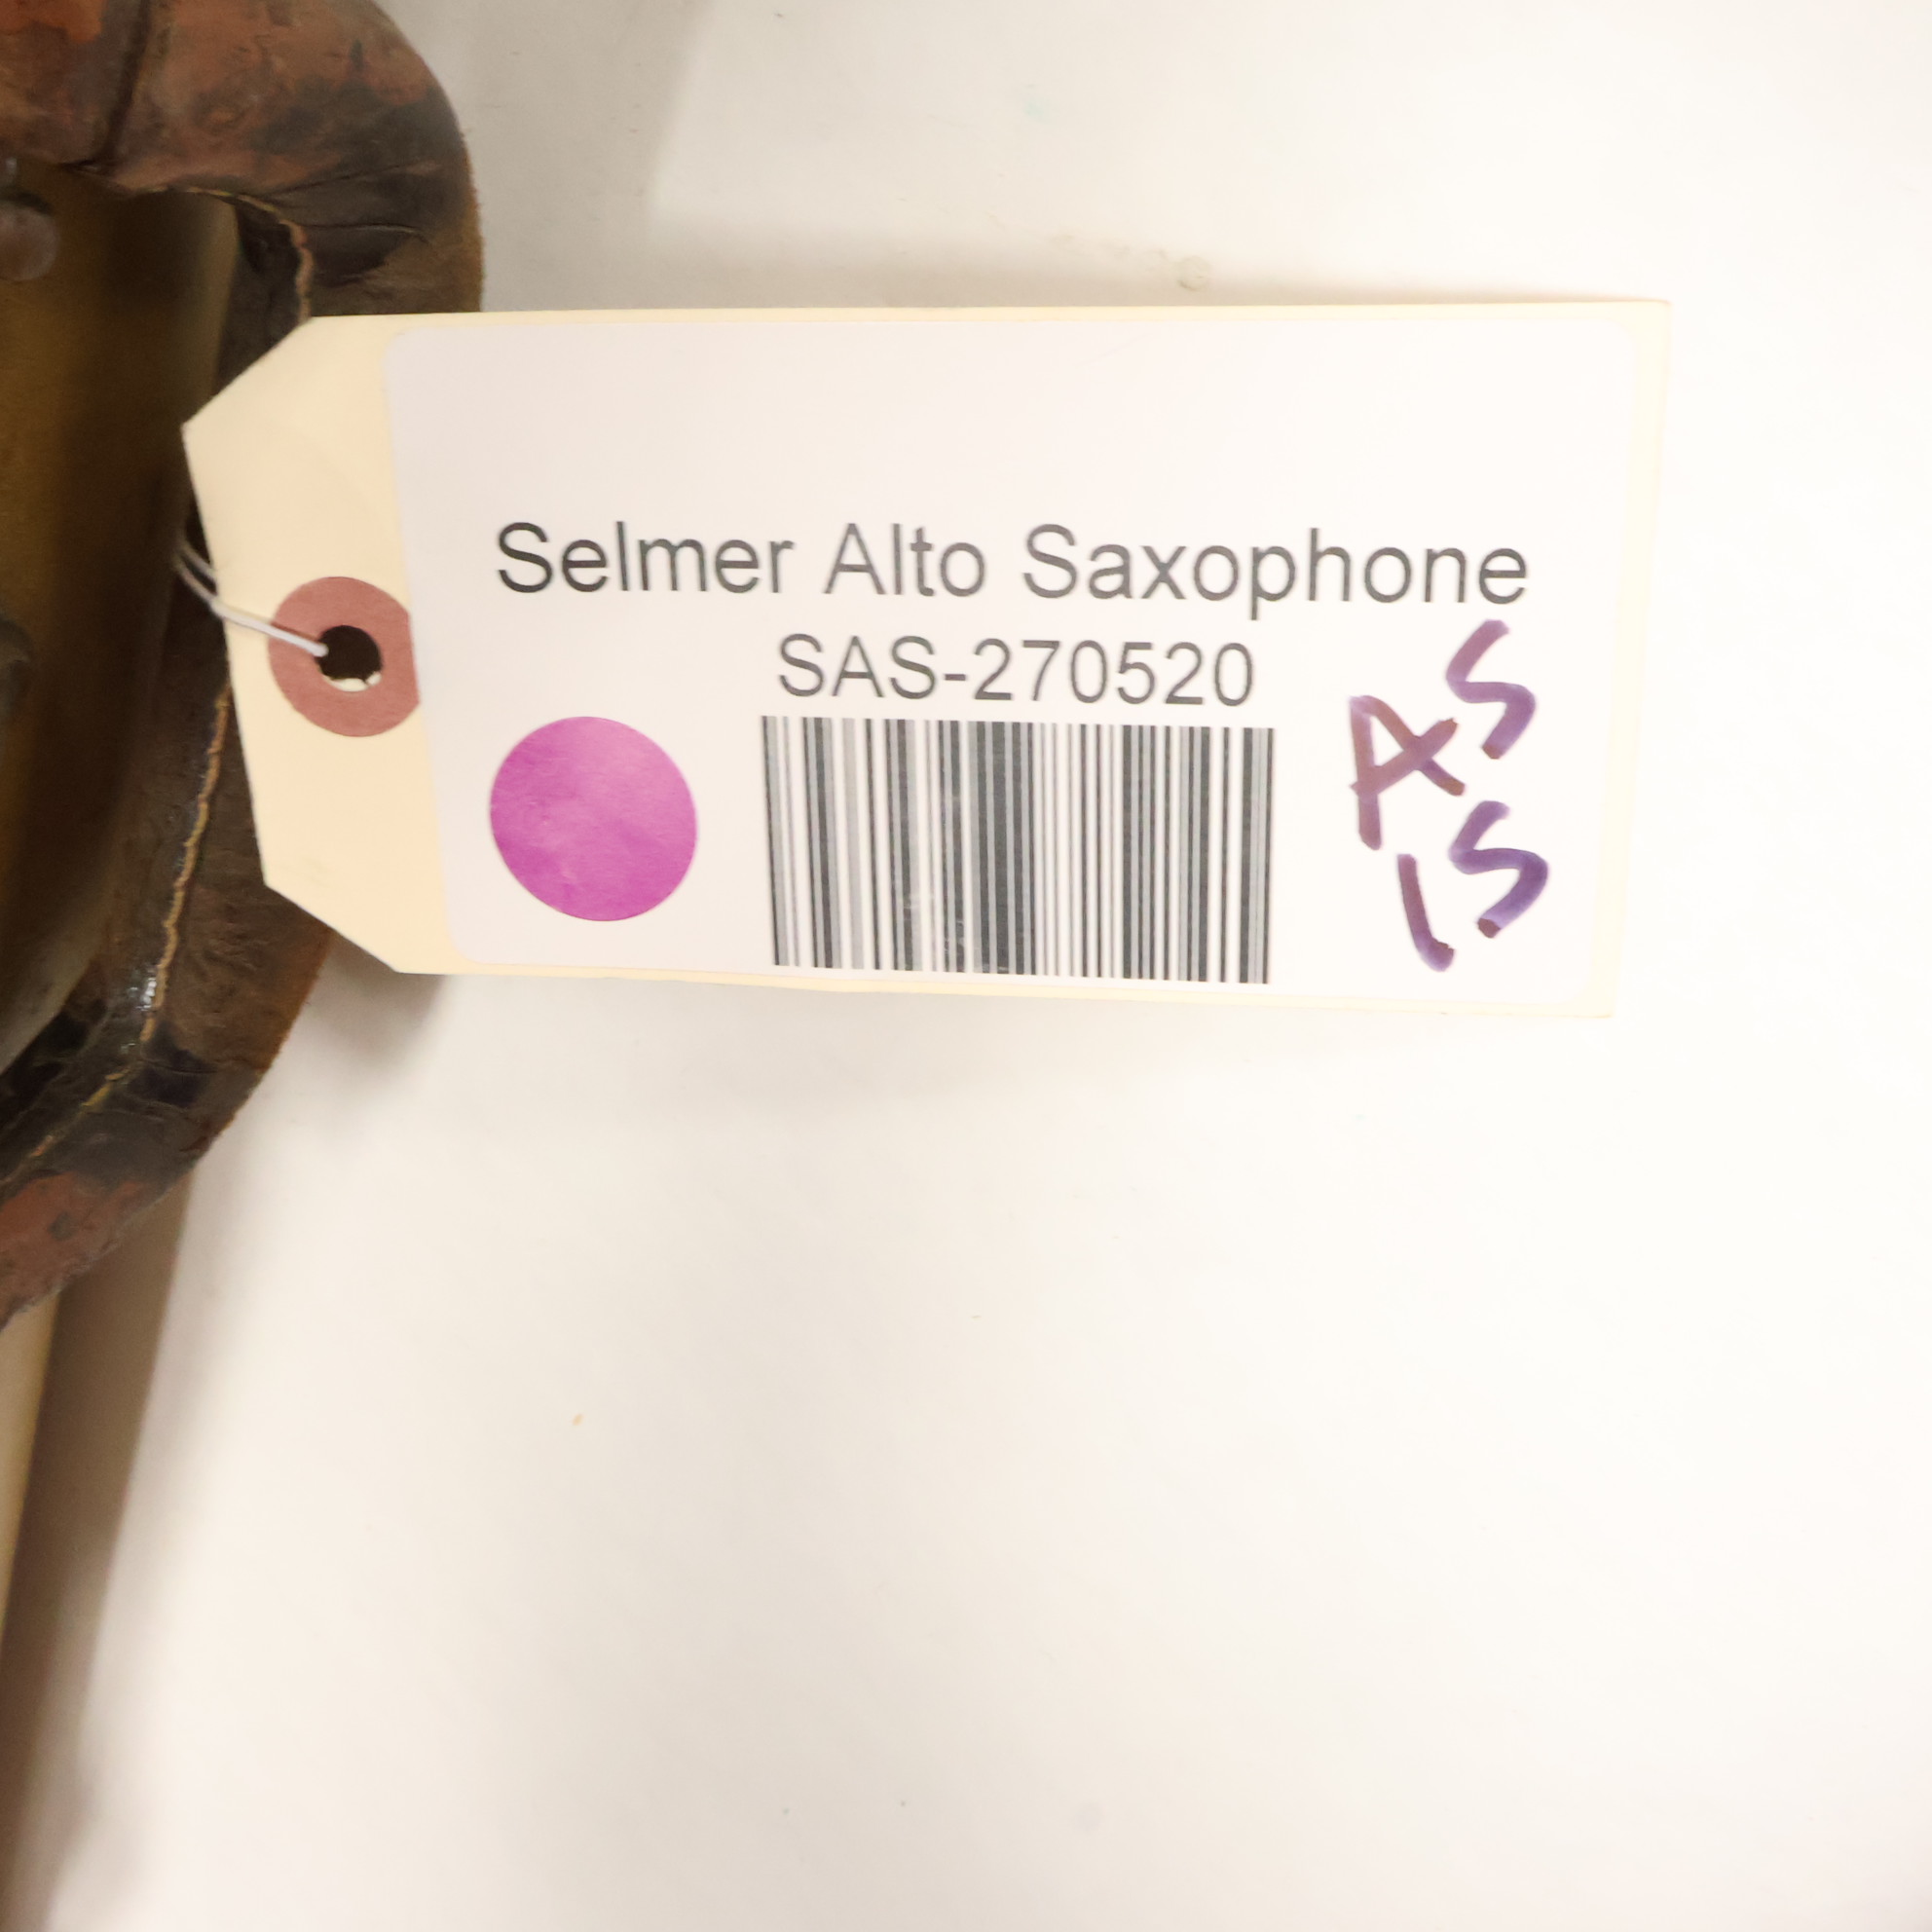 Selmer Alto Saxophone
SAS-270520
AS
IS